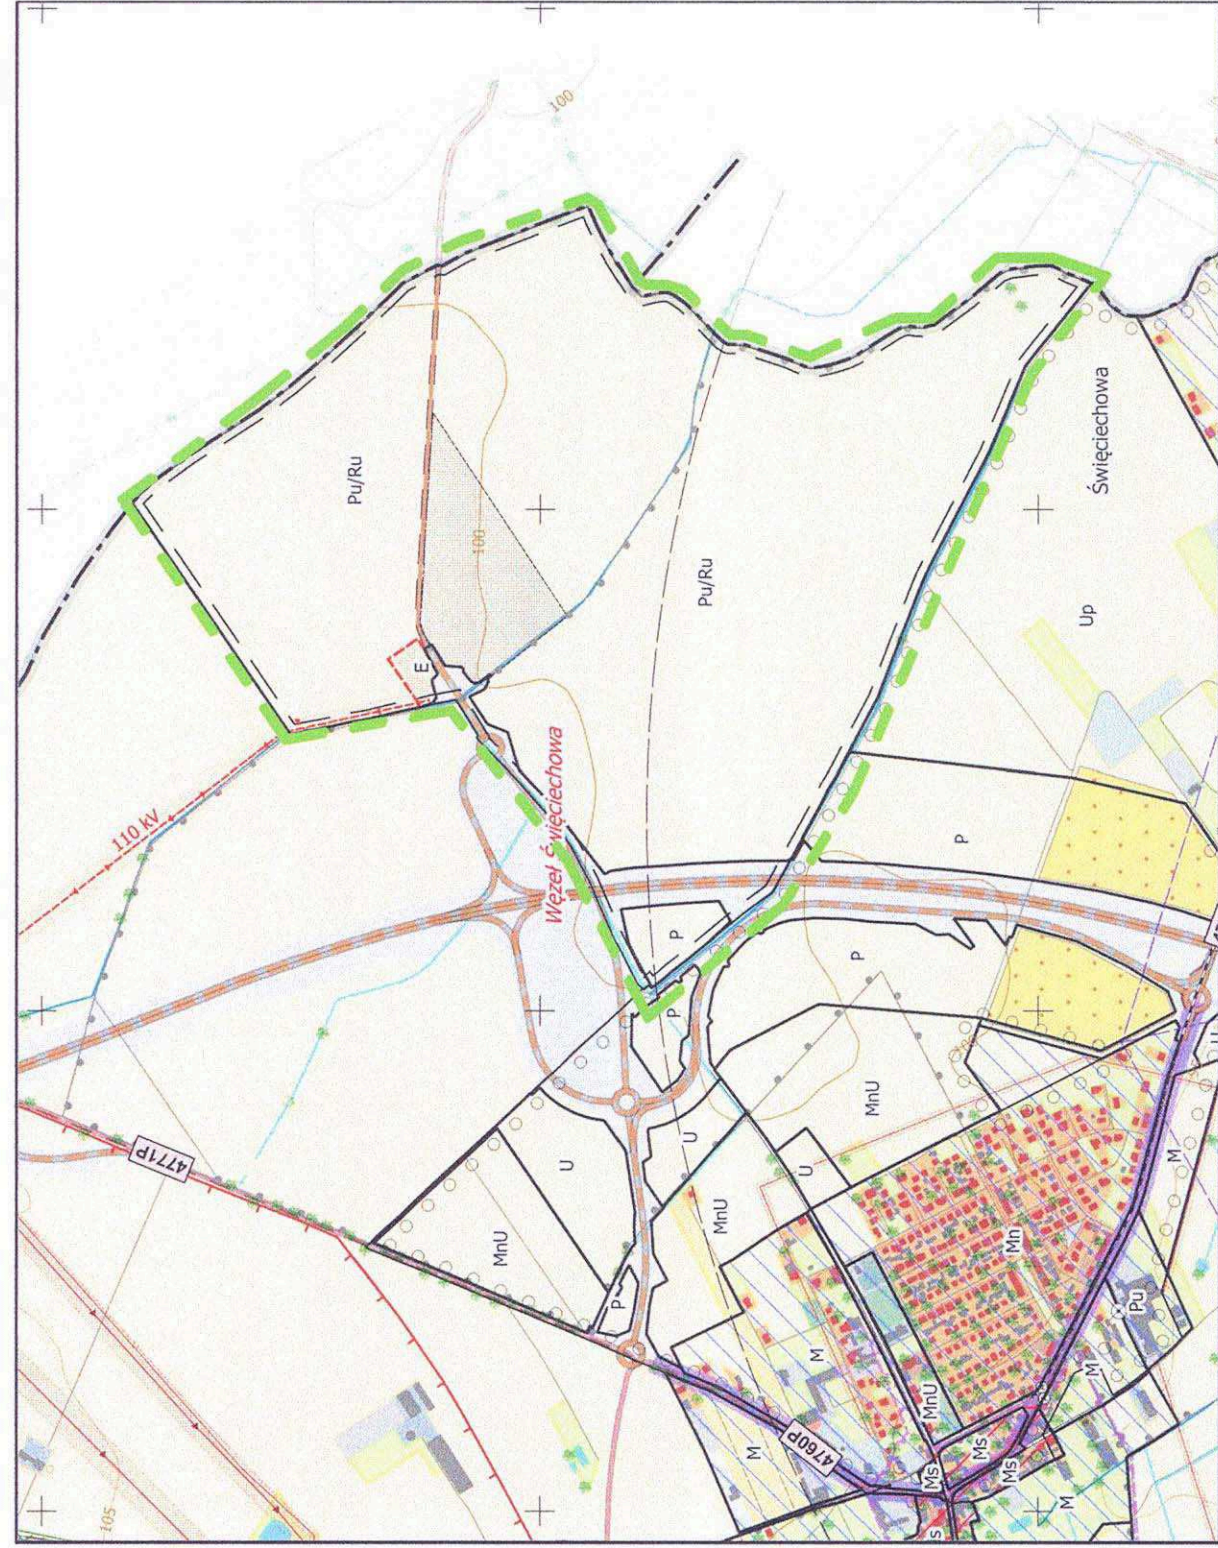 100
Pu/Ru
Święciechowa
100
E
Pu/Ru
Up
110 kV
Węzeł Święciechowa
P
P
P
P
4771P
MnU
U
U
U
MnU
MnU
U
P
Mn
M
Pu
M
M
MnU
M
4760P
Ms
Ms
Ms
M
105